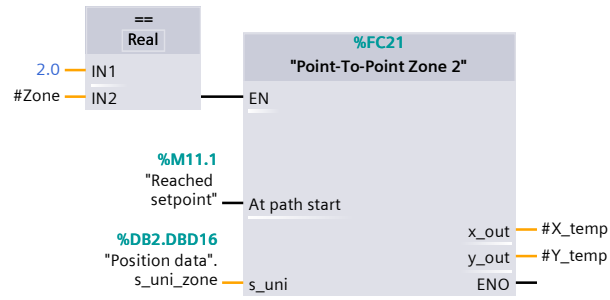 ==
Real
2.0 IN1
#Zone IN2
%FC21
"Point-To-Point Zone 2"
EN
%M11.1
"Reached
setpoint" At path start
x_out #X_temp
%DB2.DBD16
y_out #Y_temp
"Position data".
s_uni_zone s_uni ENO